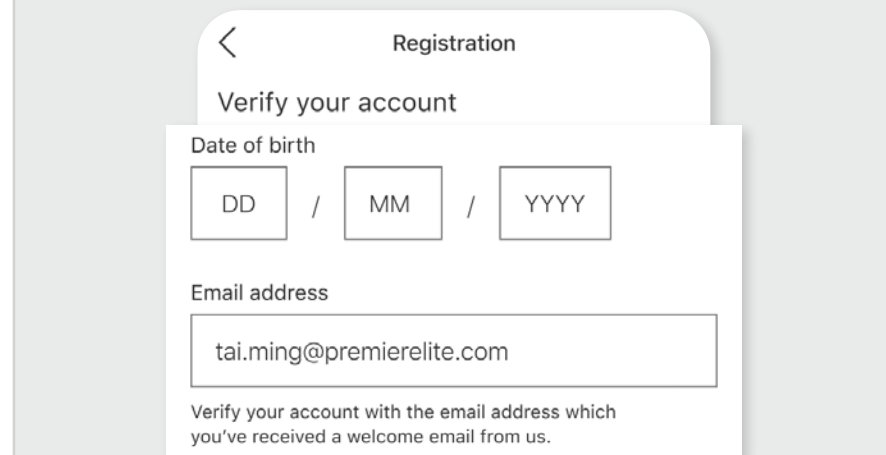 Registration
Verify your account
Date of birth
DD / MM / YYYY
Email address
tai.ming@premierelite.com
Verify your account with the email address which
you've received a welcome email from us.